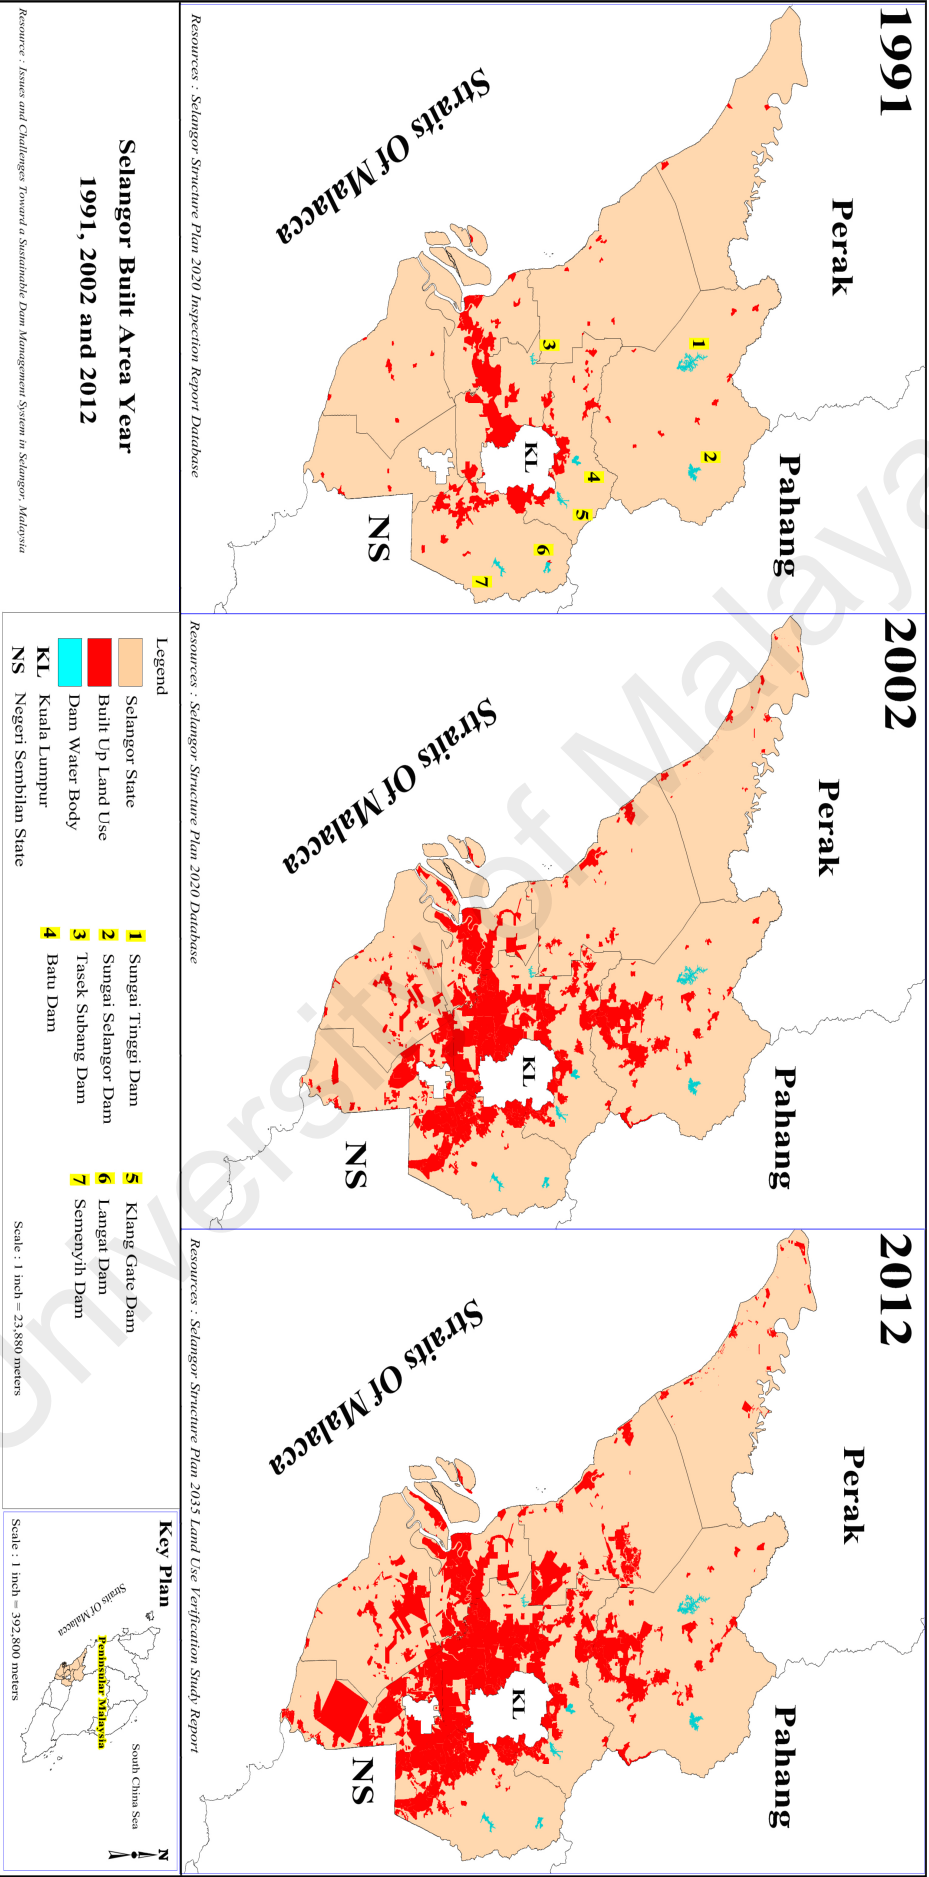 1991
Perak
Pahang
Straits Of Malacca
1
2
3
4
5
6
7
KL
NS
Resources : Selangor Structure Plan 2020 Inspection Report Database
2002
Perak
Pahang
Straits Of Malacca
KL
NS
Resources : Selangor Structure Plan 2020 Database
2012
Perak
Pahang
Straits Of Malacca
KL
NS
Resources : Selangor Structure Plan 2035 Land Use Verification Study Report
Selangor Built Area Year
1991, 2002 and 2012
Resource : Issues and Challenges Toward a Sustainable Dam Management System in Selangor, Malaysia
Legend
Selangor State
Built Up Land Use
Dam Water Body
KL Kuala Lumpur
NS Negeri Sembilan State
1 Sungai Tinggi Dam
2 Sungai Selangor Dam
3 Tasek Subang Dam
4 Batu Dam
5 Klang Gate Dam
6 Langat Dam
7 Semenyih Dam
Scale : 1 inch = 23,880 meters
Key Plan
Straits Of Malacca
Peninsular Malaysia
South China Sea
N
Scale : 1 inch = 392,800 meters
University of Malaya